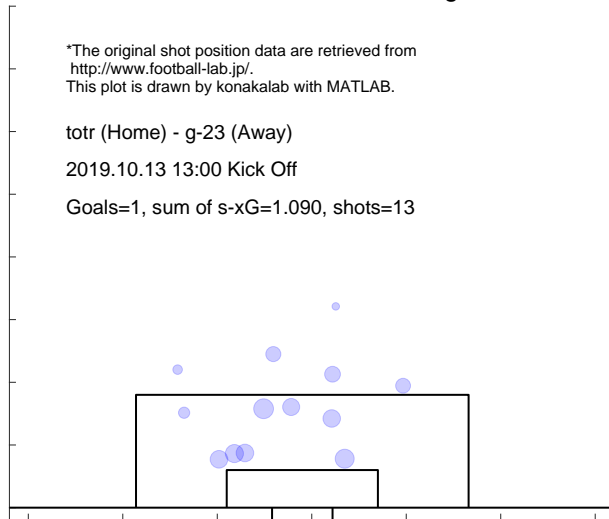 *The original shot position data are retrieved from
http://www.football-lab.jp/.
This plot is drawn by konakalab with MATLAB.
totr (Home) - g-23 (Away)
2019.10.13 13:00 Kick Off
Goals=1, sum of s-xG=1.090, shots=13